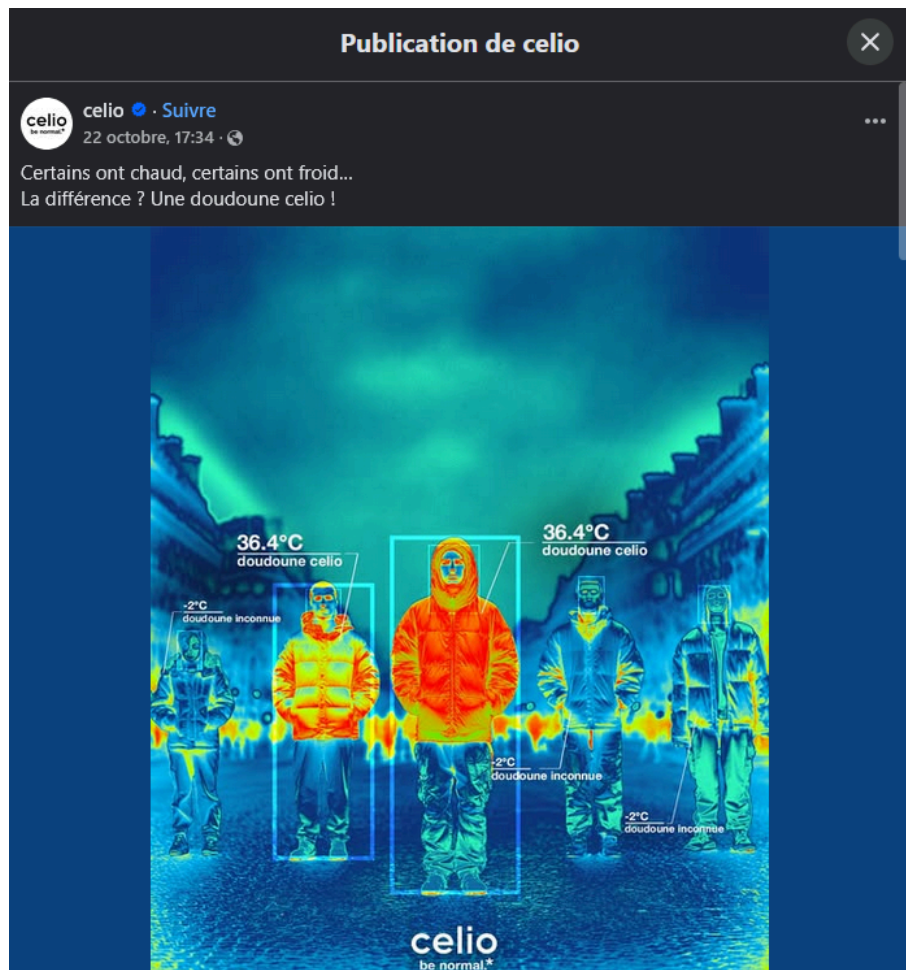 Publication de celio
celio
be normal.*
celio · Suivre
22 octobre, 17:34 ·
Certains ont chaud, certains ont froid...
La différence ? Une doudoune celio !
36.4°C
doudoune celio
36.4°C
doudoune celio
-2°C
doudoune inconnue
-2°C
doudoune inconnue
-2°C
doudoune inconnue
celio
be normal.*